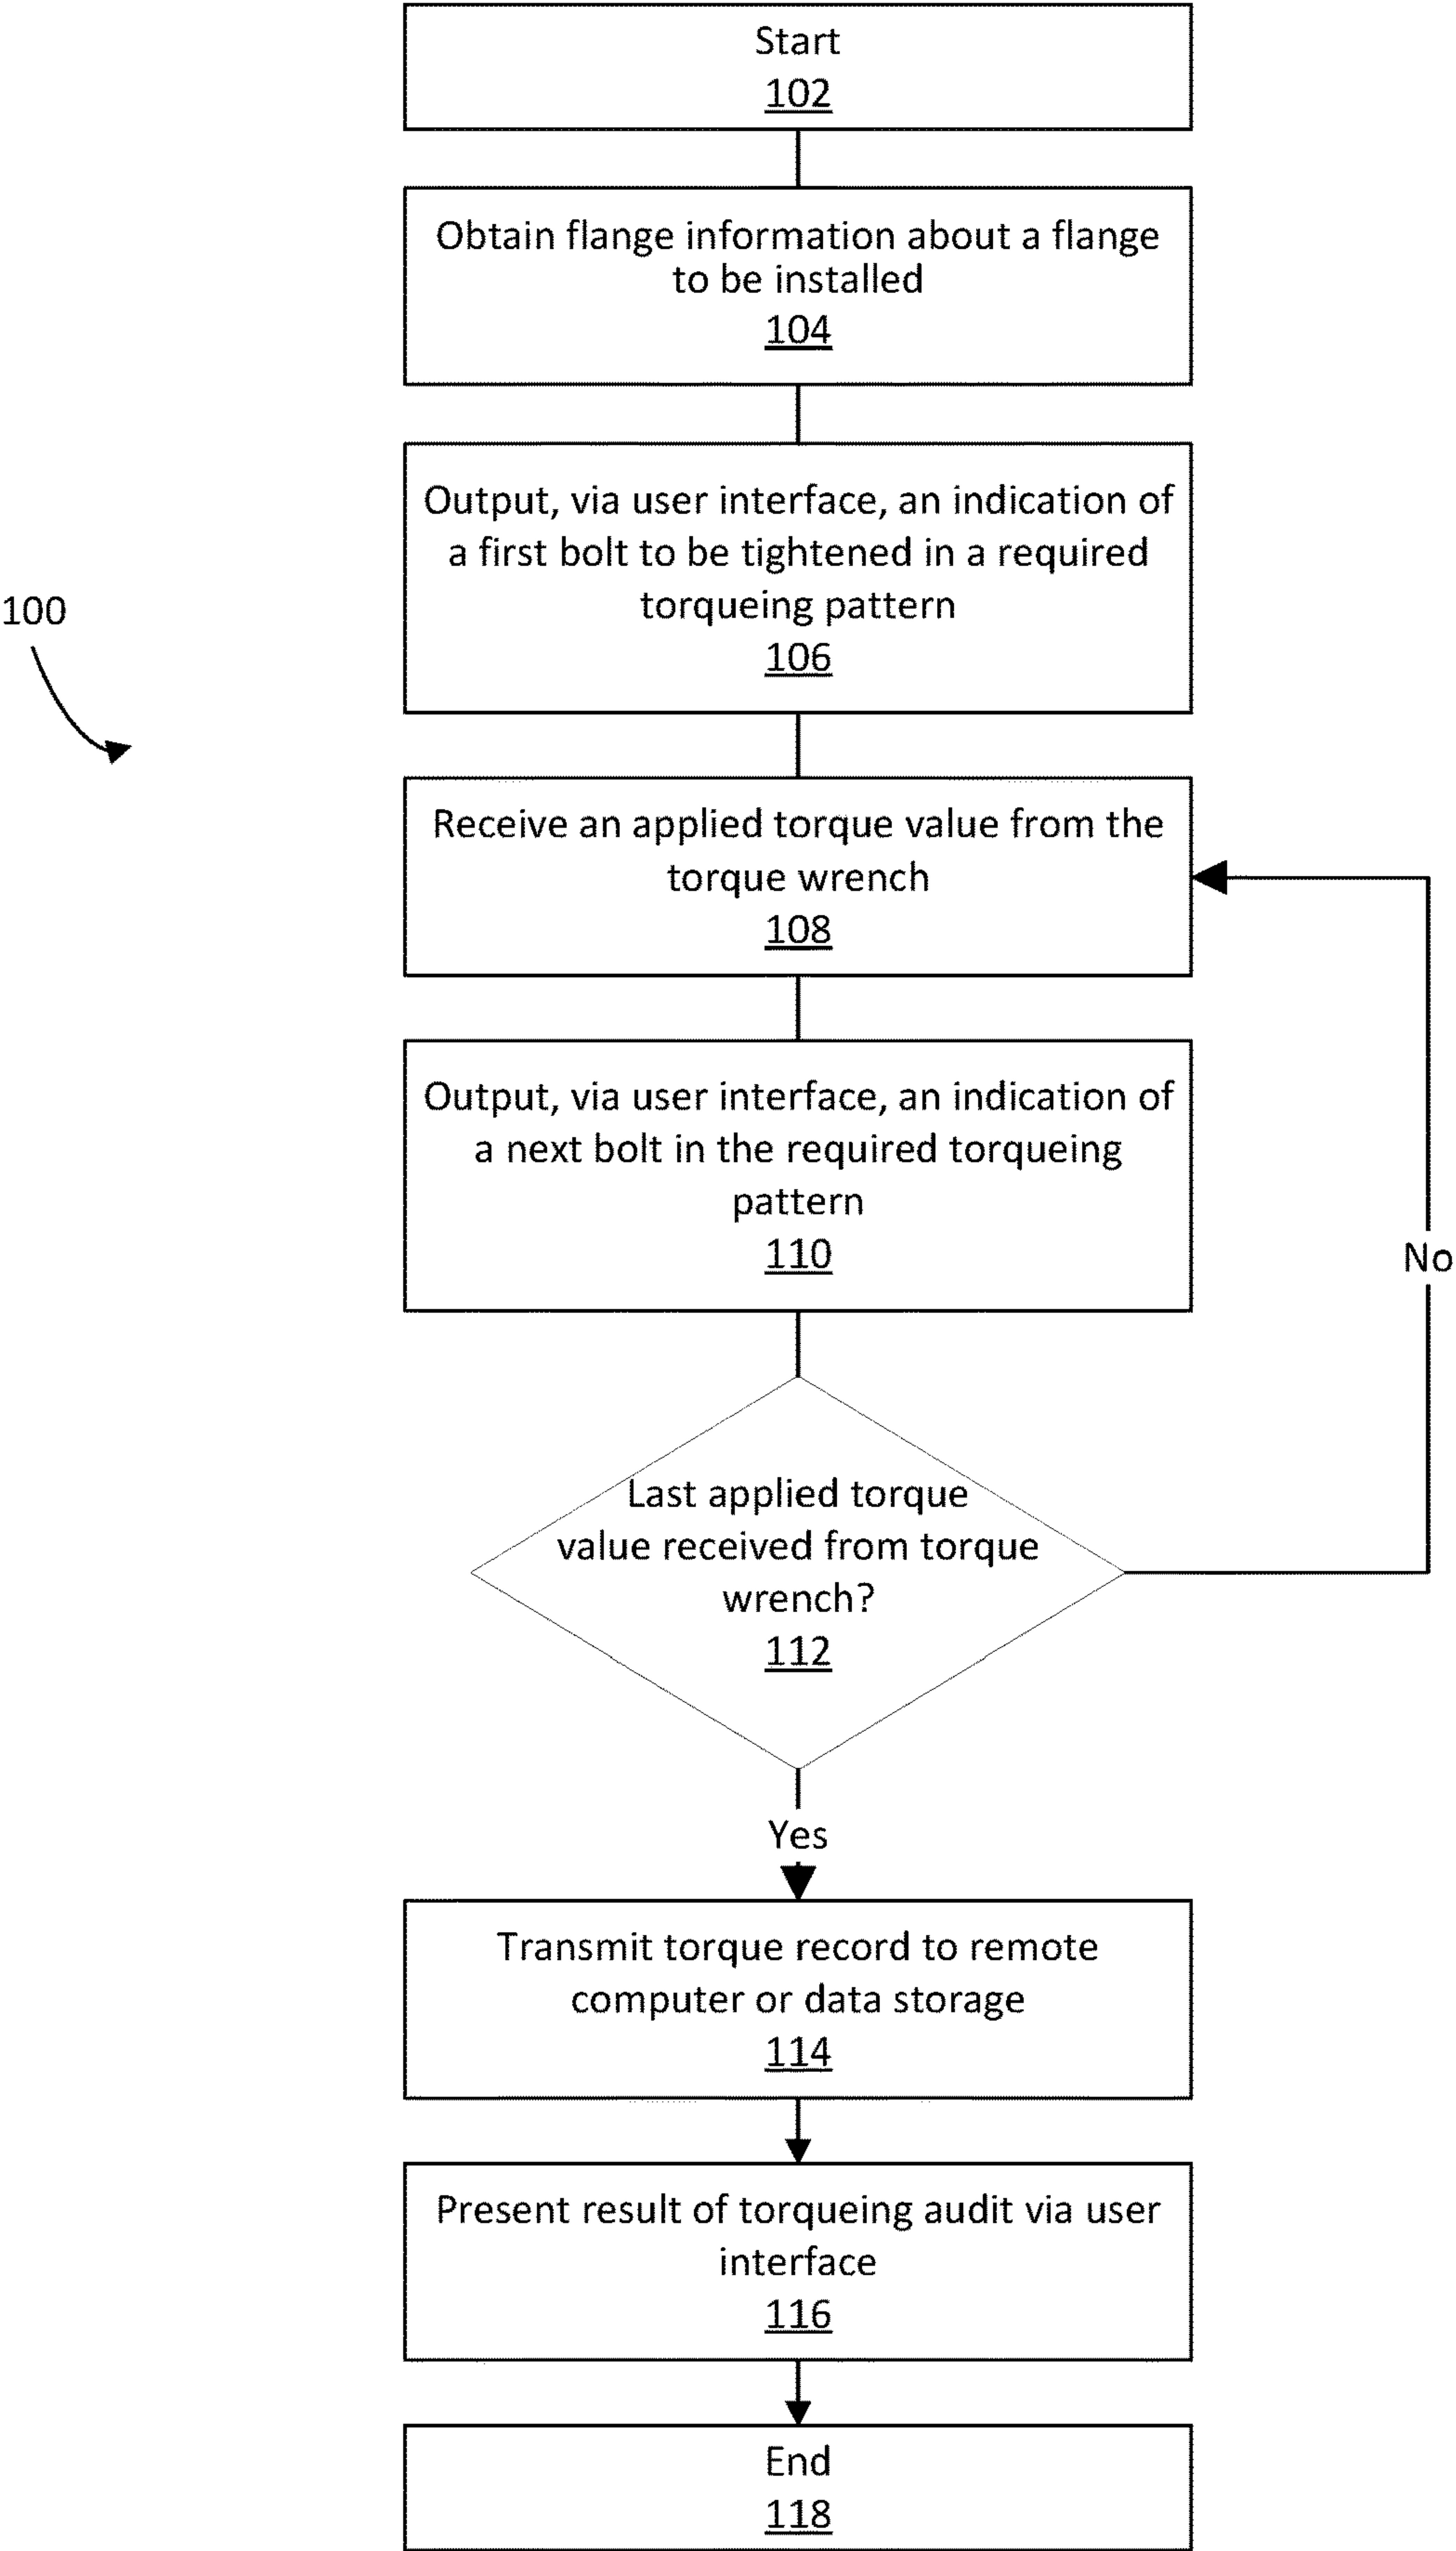 Start
102
Obtain flange information about a flange
to be installed
104
Output, via user interface, an indication of
a first bolt to be tightened in a required
torqueing pattern
106
100
Receive an applied torque value from the
torque wrench
108
Output, via user interface, an indication of
a next bolt in the required torqueing
pattern
110
No
Last applied torque
value received from torque
wrench?
112
Yes
Transmit torque record to remote
computer or data storage
114
Present result of torqueing audit via user
interface
116
End
118